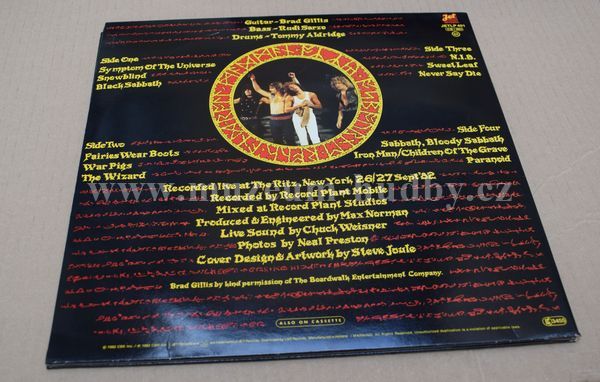 Guitar - Brad Gillis
Bass - Rudi Sarzo
Drums - Tommy Aldridge
Jet
JETLP 401
Side One
Symptom Of The Universe
Snowblind
Black Sabbath
Side Three
N.I.B.
Sweet Leaf
Never Say Die
Side Two
Fairies Wear Boots
War Pigs
The Wizard
Side Four
Sabbath, Bloody Sabbath
Iron Man/Children Of The Grave
Paranoid
Recorded live at The Ritz, New York, 26/27 Sept '82
Recorded by Record Plant Mobile
Mixed at Record Plant Studios
Produced & Engineered by Max Norman
Live Sound by Chuck Weisner
Photos by Neal Preston
Cover Design & Artwork by Steve Joule
Brad Gillis by kind permission of The Boardwalk Entertainment Company.
ALSO ON CASSETTE